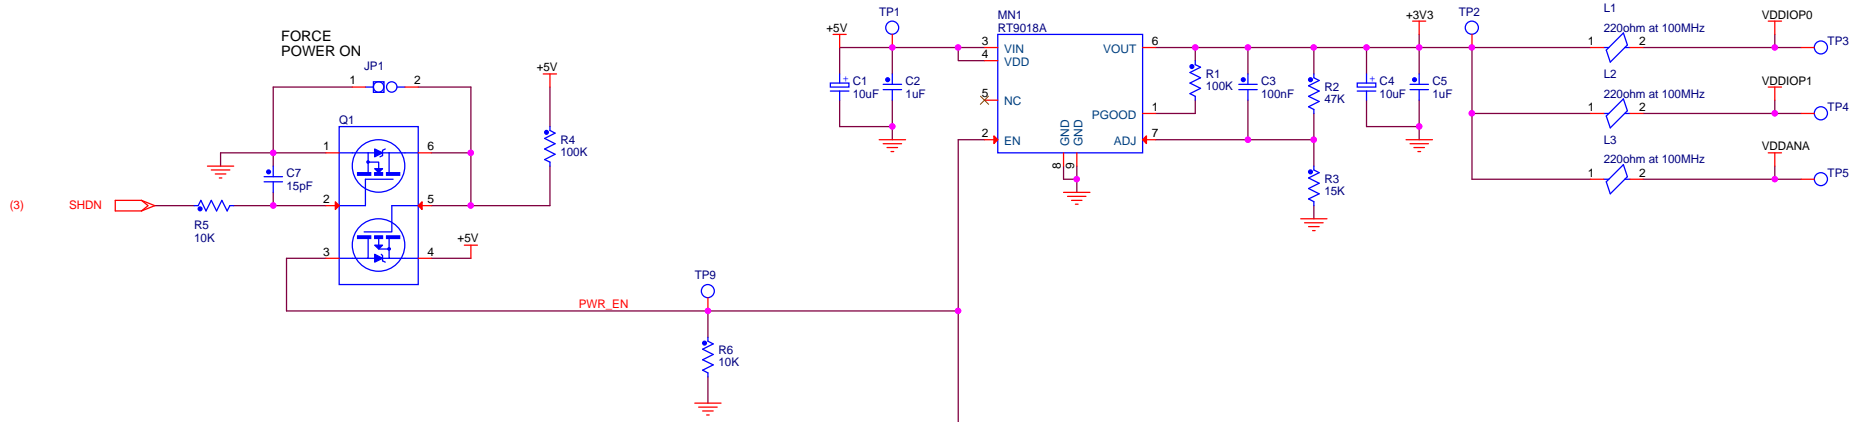 FORCE
POWER ON
JP1
1 2
+5V
Q1
R4
100K
1 6
C7
15pF
(3) SHDN
R5
10K
2 5
3 4
+5V
TP9
PWR_EN
R6
10K
+5V
TP1
C1
10uF
C2
1uF
MN1
RT9018A
3 VIN
4 VDD
5 NC
2 EN
VOUT 6
PGOOD 1
ADJ 7
GND
GND
8
9
R1
100K
C3
100nF
R2
47K
R3
15K
C4
10uF
C5
1uF
+3V3
TP2
L1
220ohm at 100MHz
1 2
VDDIOP0
TP3
L2
220ohm at 100MHz
1 2
VDDIOP1
TP4
L3
220ohm at 100MHz
1 2
VDDANA
TP5